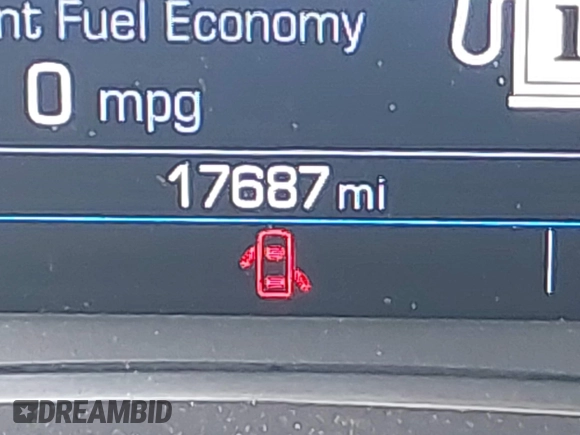 nt Fuel Economy
0 mpg
17687 mi
DREAMBID